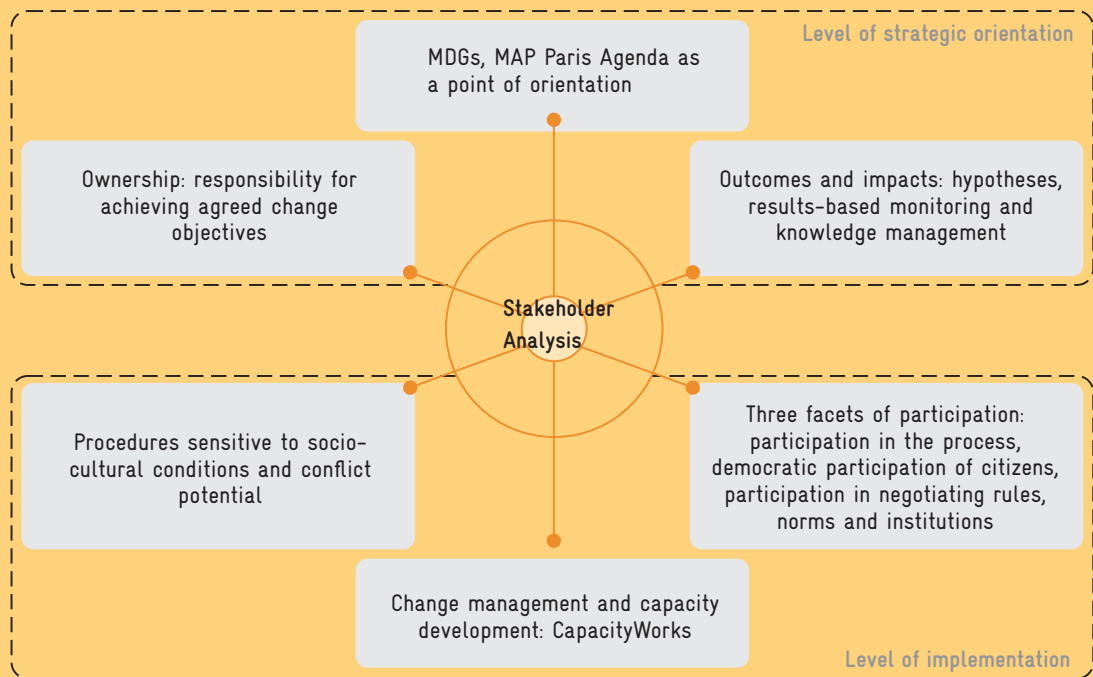 Level of strategic orientation
MDGs, MAP Paris Agenda as
a point of orientation
Ownership: responsibility for
achieving agreed change
objectives
Outcomes and impacts: hypotheses,
results-based monitoring and
knowledge management
Stakeholder
Analysis
Procedures sensitive to socio-
cultural conditions and conflict
potential
Three facets of participation:
participation in the process,
democratic participation of citizens,
participation in negotiating rules,
norms and institutions
Change management and capacity
development: CapacityWorks
Level of implementation